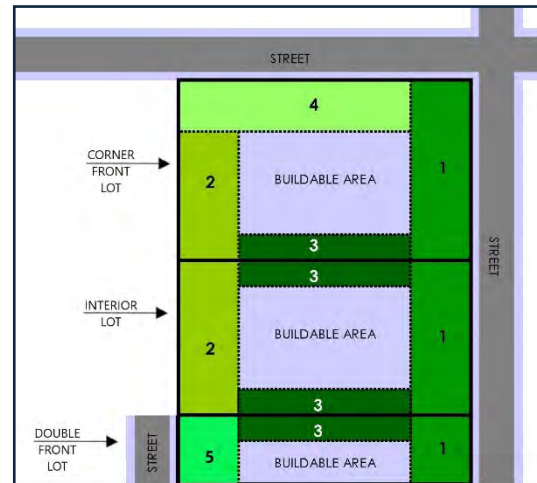 STREET
4
CORNER
FRONT
LOT
2
BUILDABLE AREA
1
3
STREET
3
INTERIOR
LOT
2
BUILDABLE AREA
1
3
3
DOUBLE
FRONT
LOT
STREET
5
BUILDABLE AREA
1